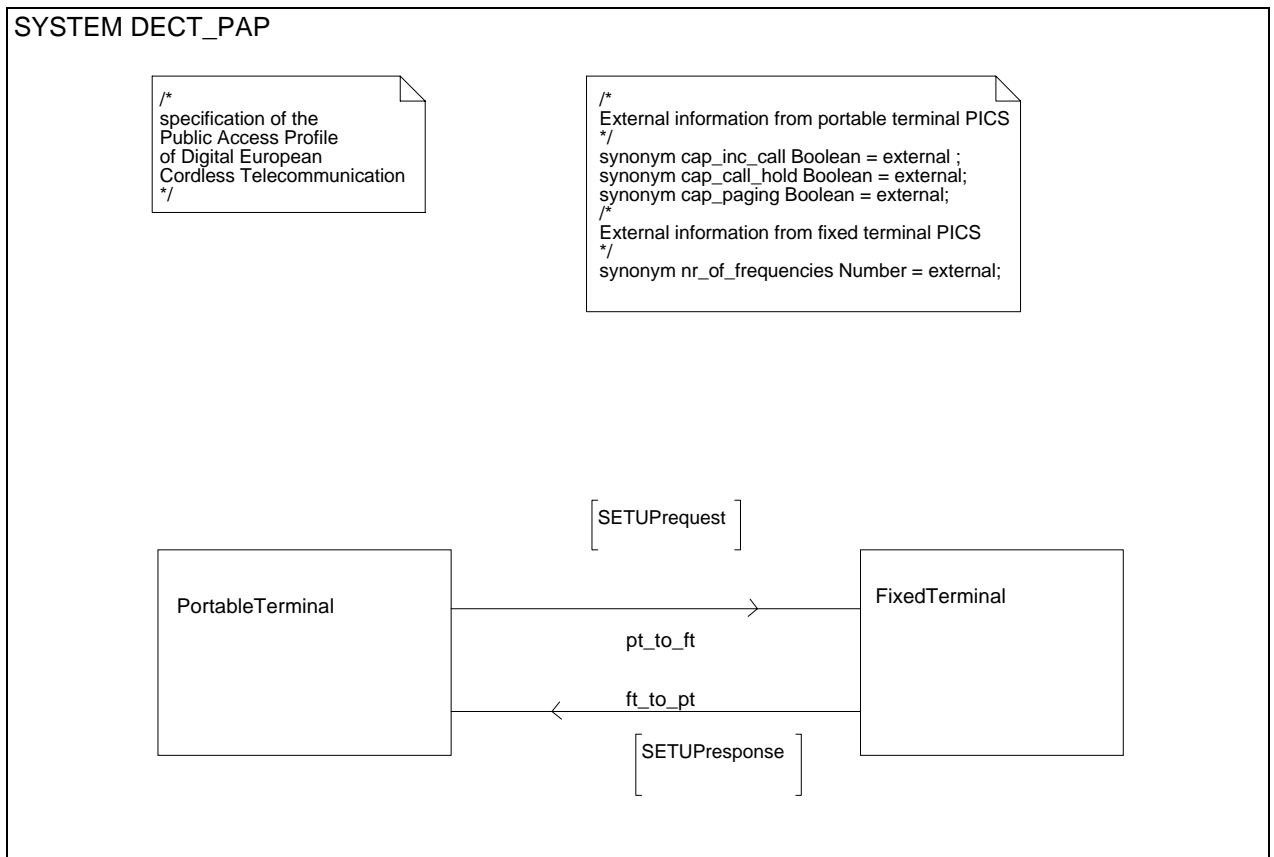 SYSTEM DECT_PAP
/*
specification of the
Public Access Profile
of Digital European
Cordless Telecommunication
*/
/*
External information from portable terminal PICS
*/
synonym cap_inc_call Boolean = external ;
synonym cap_call_hold Boolean = external;
synonym cap_paging Boolean = external;
/*
External information from fixed terminal PICS
*/
synonym nr_of_frequencies Number = external;
SETUPrequest
PortableTerminal
FixedTerminal
pt_to_ft
ft_to_pt
SETUPresponse